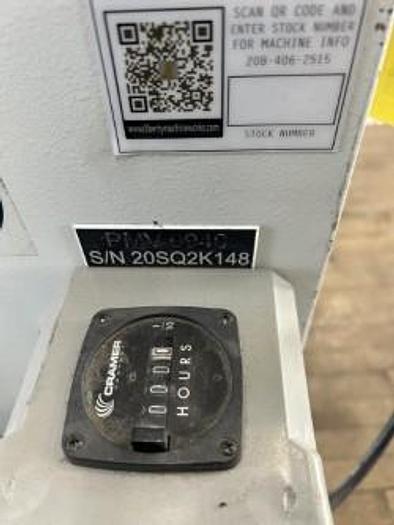 SCAN QR CODE AND
ENTER STOCK NUMBER
FOR MACHINE INFO
208-406-2515
STOCK NUMBER
S/N 20SQ2K148
CRAMER
1 10
HOURS